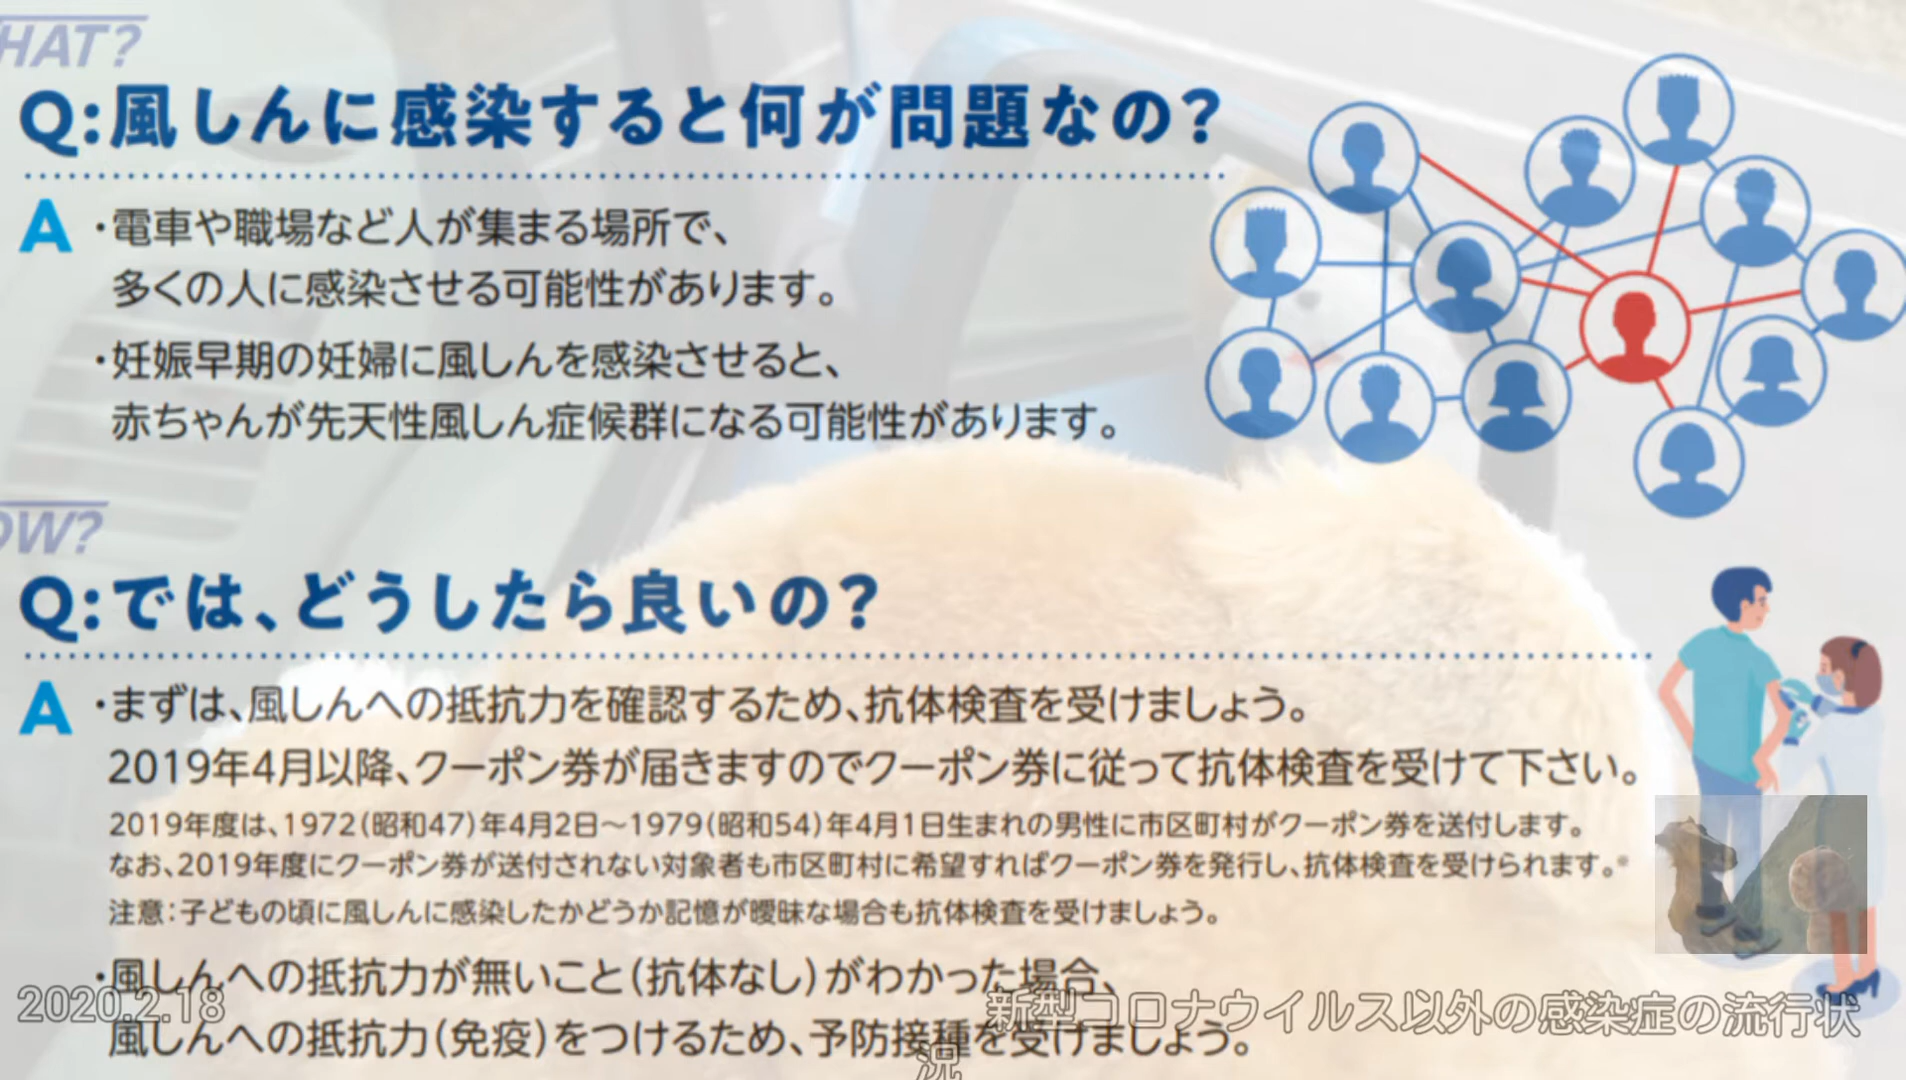 HAT?
Q:風しんに感染すると何が問題なの?
A ・電車や職場など人が集まる場所で、
多くの人に感染させる可能性があります。
・妊娠早期の妊婦に風しんを感染させると、
赤ちゃんが先天性風しん症候群になる可能性があります。
OW?
Q:では、どうしたら良いの?
A ・まずは、風しんへの抵抗力を確認するため、抗体検査を受けましょう。
2019年4月以降、クーポン券が届きますのでクーポン券に従って抗体検査を受けて下さい。
2019年度は、1972(昭和47)年4月2日～1979(昭和54)年4月1日生まれの男性に市区町村がクーポン券を送付します。
なお、2019年度にクーポン券が送付されない対象者も市区町村に希望すればクーポン券を発行し、抗体検査を受けられます。※
注意：子どもの頃に風しんに感染したかどうか記憶が曖昧な場合も抗体検査を受けましょう。
・風しんへの抵抗力が無いこと(抗体なし)がわかった場合、
風しんへの抵抗力(免疫)をつけるため、予防接種を受けましょう。
2020.2.18
新型コロナウイルス以外の感染症の流行状
況